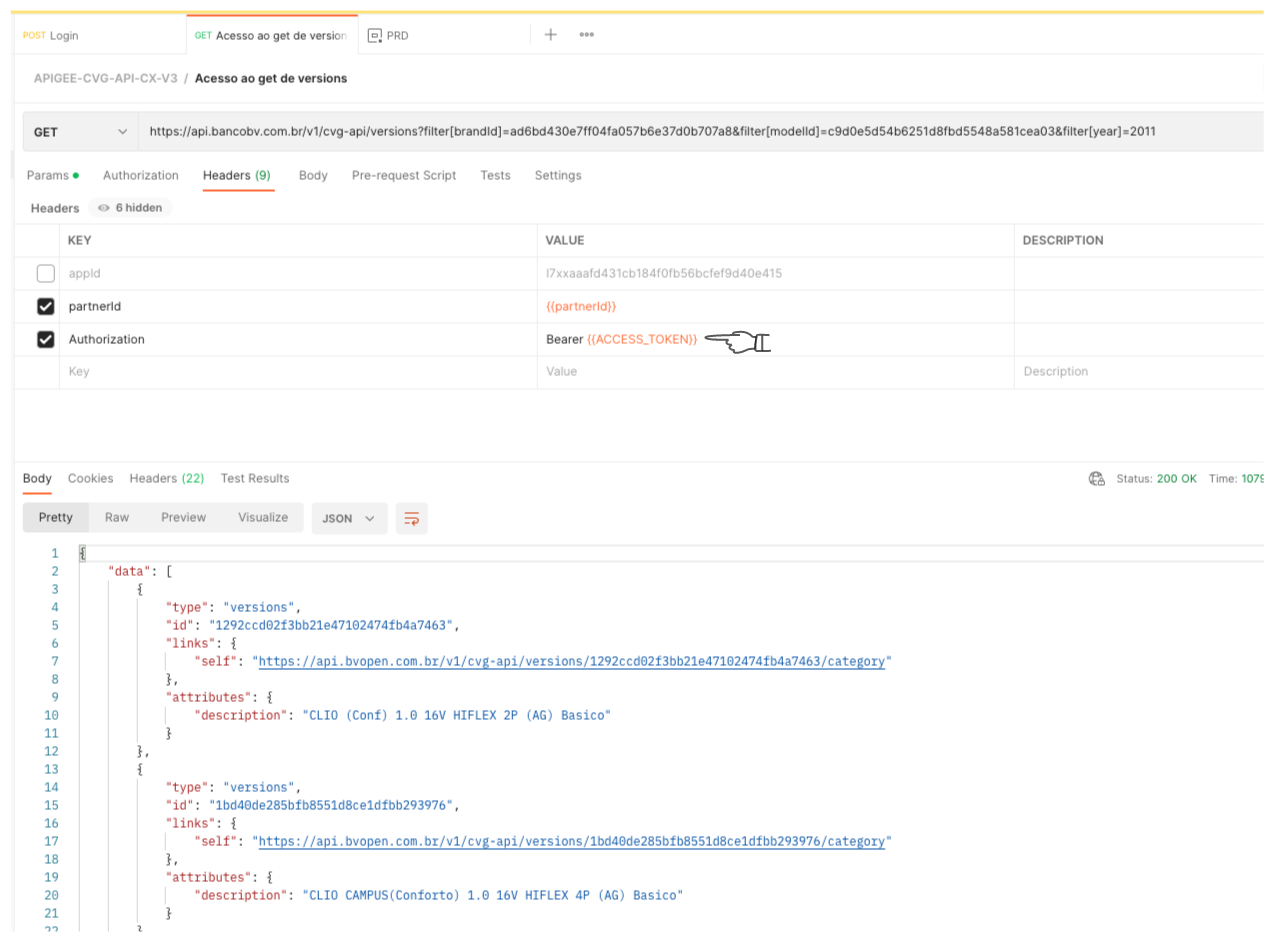 POST Login GET Acesso ao get de version PRD
APIGEE-CVG-API-CX-V3 / Acesso ao get de versions
GET https://api.bancobv.com.br/v1/cvg-api/versions?filter[brandId]=ad6bd430e7ff04fa057b6e37d0b707a8&filter[modelId]=c9d0e5d54b6251d8fbd5548a581cea03&filter[year]=2011
Params Authorization Headers (9) Body Pre-request Script Tests Settings
Headers 6 hidden
KEY VALUE DESCRIPTION
appId l7xxaaafd431cb184f0fb56bcfef9d40e415
partnerId {{partnerId}}
Authorization Bearer {{ACCESS_TOKEN}}
Key Value Description
Body Cookies Headers (22) Test Results Status: 200 OK Time: 1079
Pretty Raw Preview Visualize JSON
1 {
2 "data": [
3 {
4 "type": "versions",
5 "id": "1292ccd02f3bb21e47102474fb4a7463",
6 "links": {
7 "self": "https://api.bvopen.com.br/v1/cvg-api/versions/1292ccd02f3bb21e47102474fb4a7463/category"
8 },
9 "attributes": {
10 "description": "CLIO (Conf) 1.0 16V HIFLEX 2P (AG) Basico"
11 }
12 },
13 {
14 "type": "versions",
15 "id": "1bd40de285bfb8551d8ce1dfbb293976",
16 "links": {
17 "self": "https://api.bvopen.com.br/v1/cvg-api/versions/1bd40de285bfb8551d8ce1dfbb293976/category"
18 },
19 "attributes": {
20 "description": "CLIO CAMPUS(Conforto) 1.0 16V HIFLEX 4P (AG) Basico"
21 }
22 }